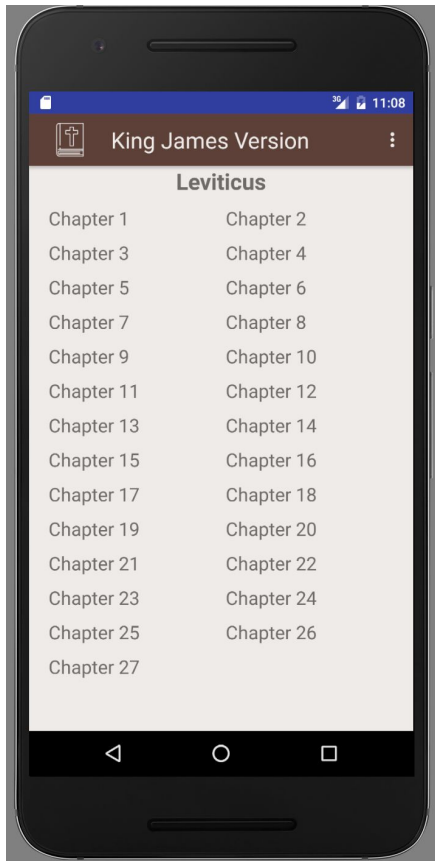 3G 11:08
King James Version
Leviticus
Chapter 1 Chapter 2
Chapter 3 Chapter 4
Chapter 5 Chapter 6
Chapter 7 Chapter 8
Chapter 9 Chapter 10
Chapter 11 Chapter 12
Chapter 13 Chapter 14
Chapter 15 Chapter 16
Chapter 17 Chapter 18
Chapter 19 Chapter 20
Chapter 21 Chapter 22
Chapter 23 Chapter 24
Chapter 25 Chapter 26
Chapter 27